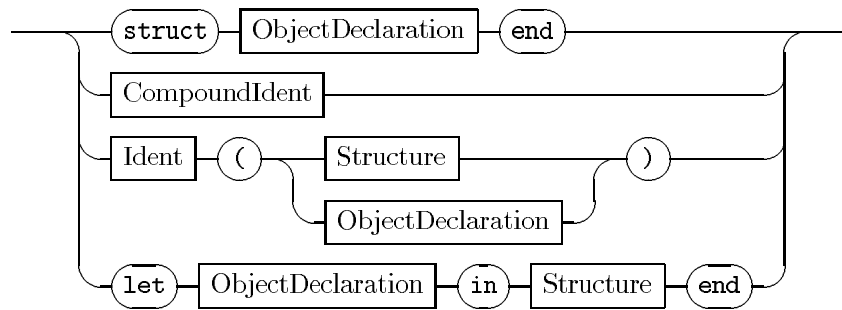 struct ObjectDeclaration end
CompoundIdent
Ident ( Structure )
ObjectDeclaration
let ObjectDeclaration in Structure end